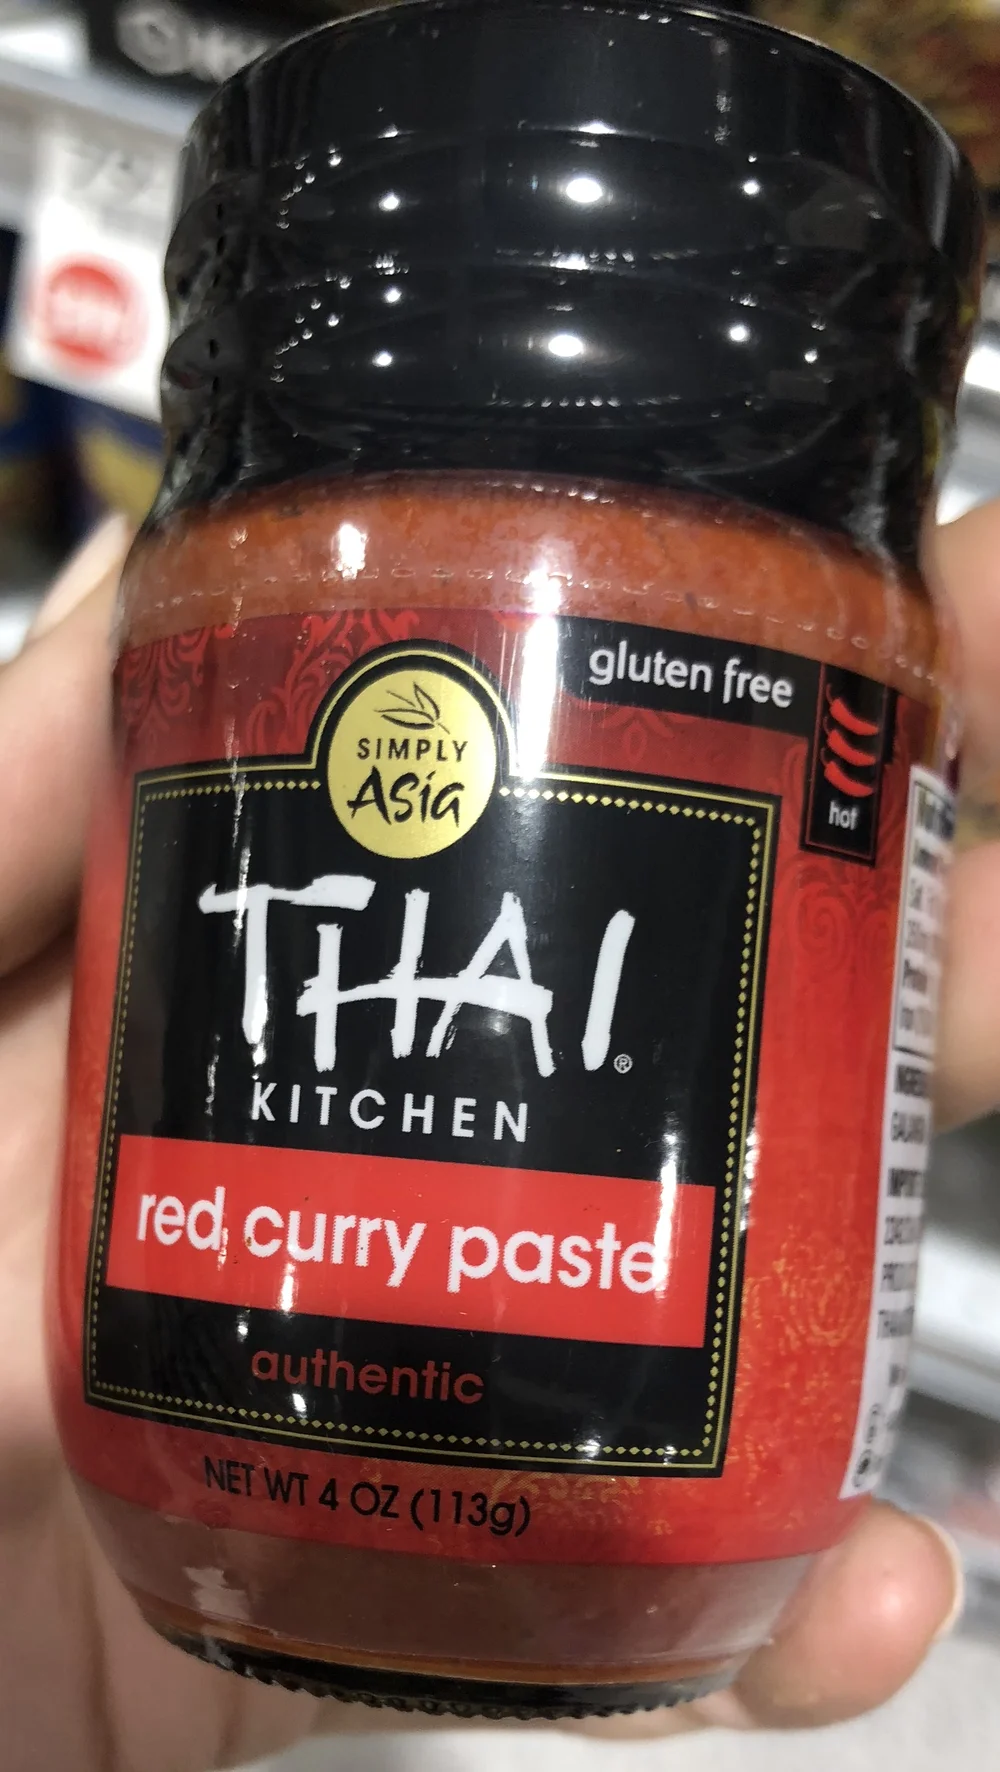 gluten free
hot
SIMPLY
Asia
THAI®
KITCHEN
red curry paste
authentic
NET WT 4 OZ (113g)